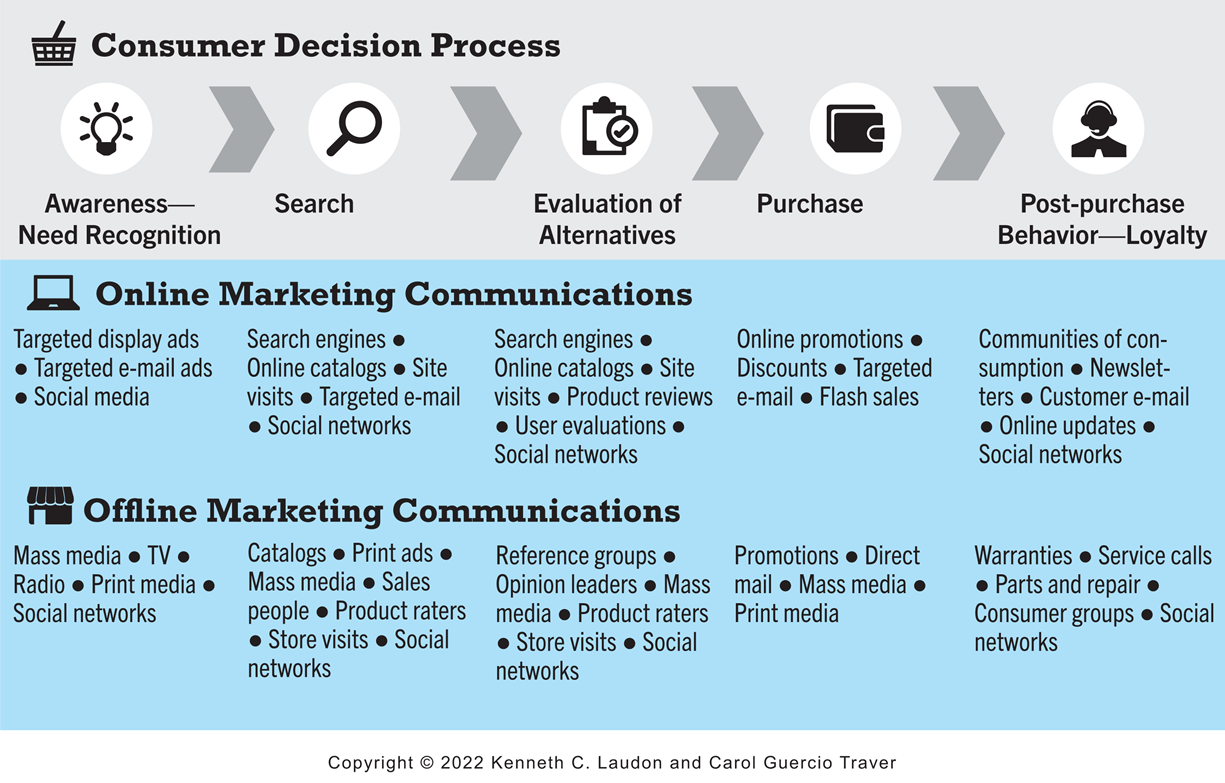 Consumer Decision Process
Awareness—
Need Recognition
Search
Evaluation of
Alternatives
Purchase
Post-purchase
Behavior—Loyalty
Online Marketing Communications
Targeted display ads
● Targeted e-mail ads
● Social media
Search engines ●
Online catalogs ● Site
visits ● Targeted e-mail
● Social networks
Search engines ●
Online catalogs ● Site
visits ● Product reviews
● User evaluations ●
Social networks
Online promotions ●
Discounts ● Targeted
e-mail ● Flash sales
Communities of con-
sumption ● Newslet-
ters ● Customer e-mail
● Online updates ●
Social networks
Offline Marketing Communications
Mass media ● TV ●
Radio ● Print media ●
Social networks
Catalogs ● Print ads ●
Mass media ● Sales
people ● Product raters
● Store visits ● Social
networks
Reference groups ●
Opinion leaders ● Mass
media ● Product raters
● Store visits ● Social
networks
Promotions ● Direct
mail ● Mass media ●
Print media
Warranties ● Service calls
● Parts and repair ●
Consumer groups ● Social
networks
Copyright © 2022 Kenneth C. Laudon and Carol Guercio Traver